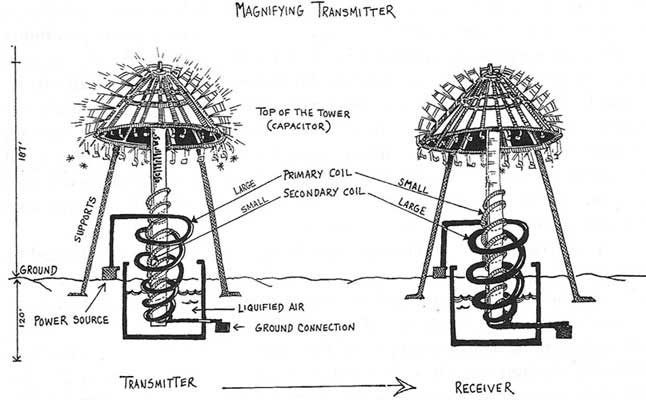 MAGNIFYING TRANSMITTER
TOP OF THE TOWER
(CAPACITOR)
187'
SUPPORTS
LARGE
PRIMARY COIL
SMALL
SMALL
SECONDARY COIL
LARGE
GROUND
POWER SOURCE
LIQUIFIED AIR
GROUND CONNECTION
120'
TRANSMITTER
RECEIVER